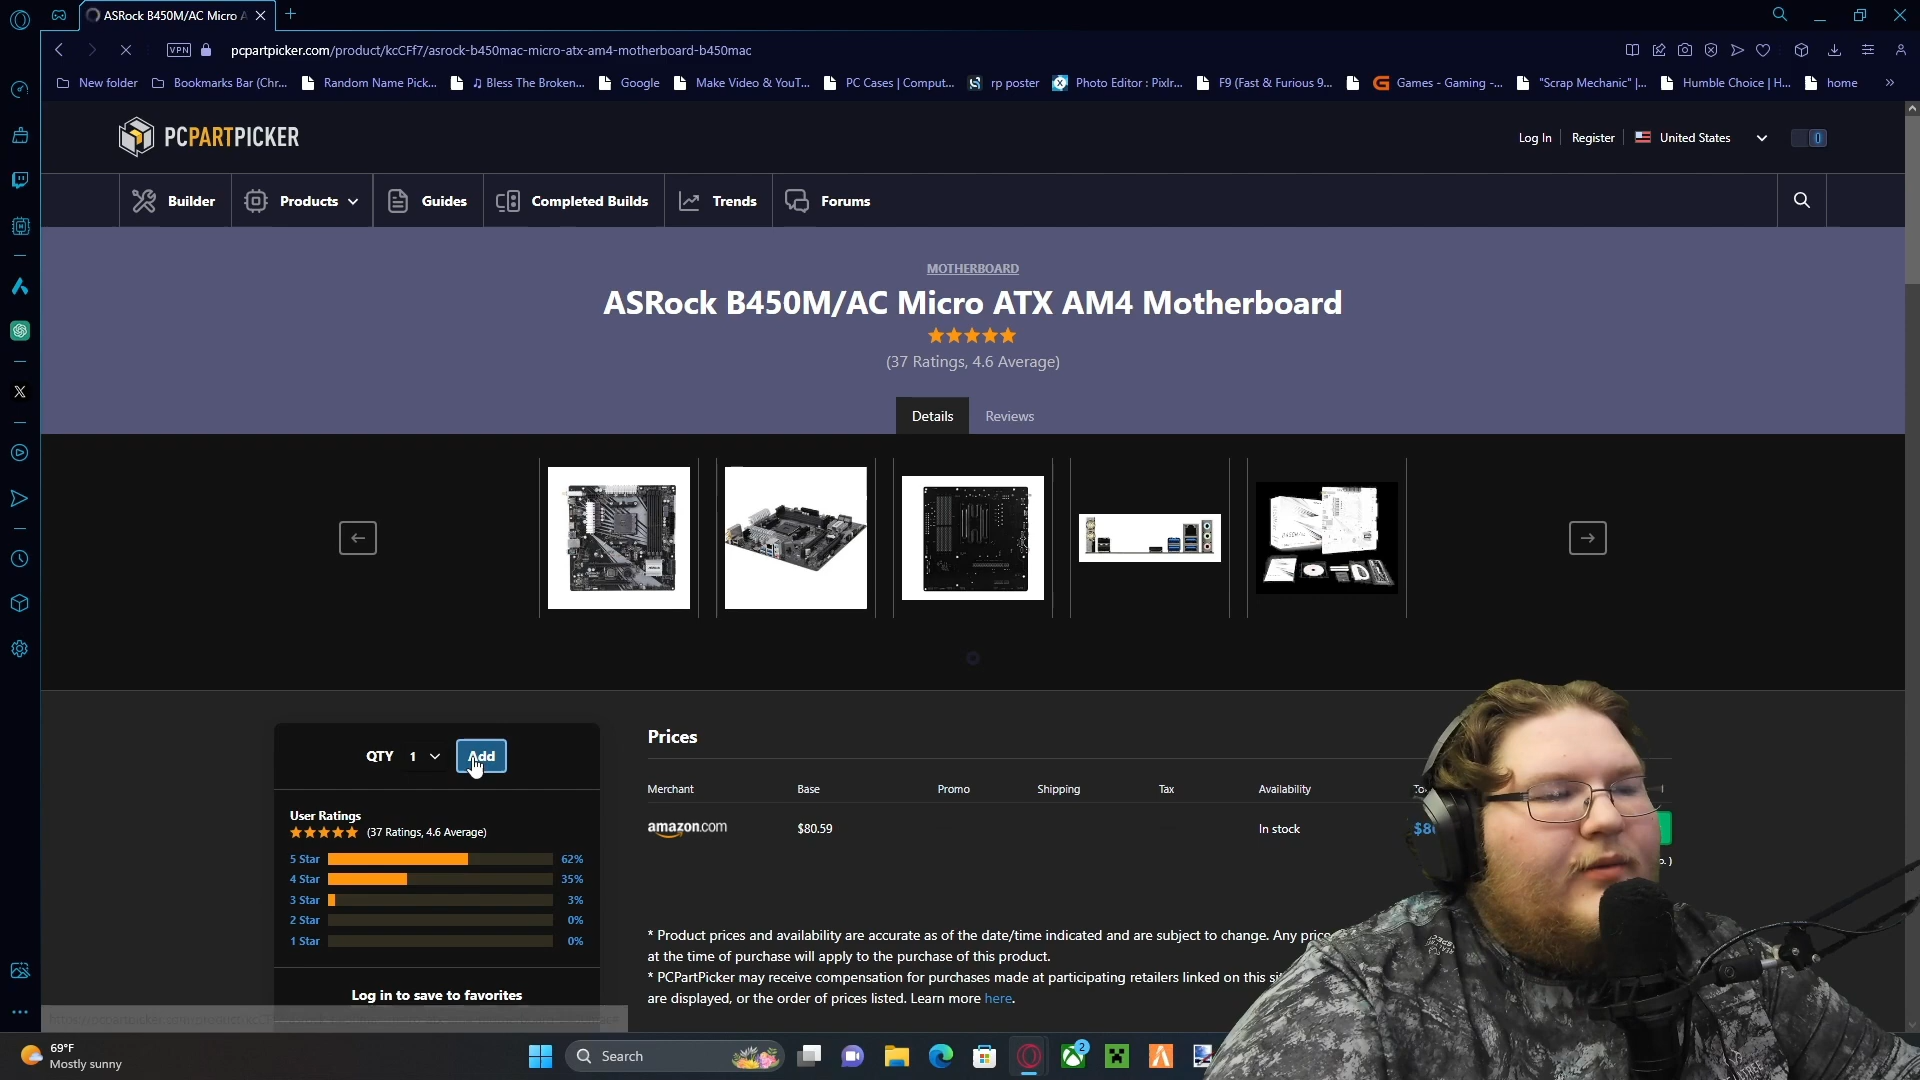 ASRock B450M/AC Micro A
VPN
pcpartpicker.com/product/kcCFf7/asrock-b450mac-micro-atx-am4-motherboard-b450mac
New folder
Bookmarks Bar (Chr...
Random Name Pick...
♫ Bless The Broken...
Google
Make Video & YouT...
PC Cases | Comput...
rp poster
Photo Editor : Pixlr...
F9 (Fast & Furious 9...
Games - Gaming -...
"Scrap Mechanic" |...
Humble Choice | H...
home
PCPARTPICKER
Log In
Register
United States
Builder
Products
Guides
Completed Builds
Trends
Forums
MOTHERBOARD
ASRock B450M/AC Micro ATX AM4 Motherboard
(37 Ratings, 4.6 Average)
Details
Reviews
QTY 1 Add
User Ratings
(37 Ratings, 4.6 Average)
5 Star 62%
4 Star 35%
3 Star 3%
2 Star 0%
1 Star 0%
Log in to save to favorites
Prices
Merchant Base Promo Shipping Tax Availability
amazon.com $80.59 In stock
* Product prices and availability are accurate as of the date/time indicated and are subject to change. Any
at the time of purchase will apply to the purchase of this product.
* PCPartPicker may receive compensation for purchases made at participating retailers linked on this
are displayed, or the order of prices listed. Learn more here.
69°F
Mostly sunny
Search
2